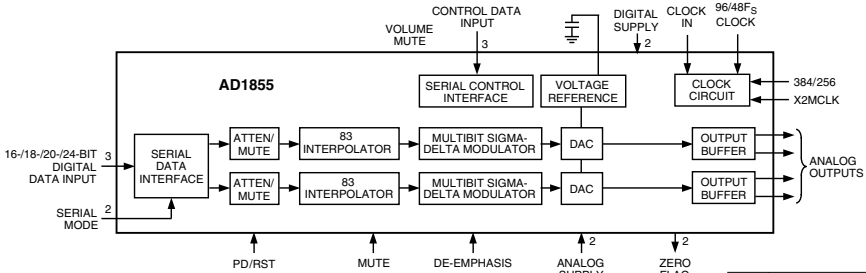 CONTROL DATA
INPUT
VOLUME
MUTE
3
DIGITAL
SUPPLY
2
CLOCK
IN
96/48FS
CLOCK
AD1855
SERIAL CONTROL
INTERFACE
VOLTAGE
REFERENCE
CLOCK
CIRCUIT
384/256
X2MCLK
16-/18-/20-/24-BIT
DIGITAL
DATA INPUT
3
SERIAL
DATA
INTERFACE
ATTEN/
MUTE
83
INTERPOLATOR
MULTIBIT SIGMA-
DELTA MODULATOR
DAC
OUTPUT
BUFFER
ATTEN/
MUTE
83
INTERPOLATOR
MULTIBIT SIGMA-
DELTA MODULATOR
DAC
OUTPUT
BUFFER
ANALOG
OUTPUTS
SERIAL
MODE
2
PD/RST
MUTE
DE-EMPHASIS
2
ANALOG
SUPPLY
2
ZERO
FLAG